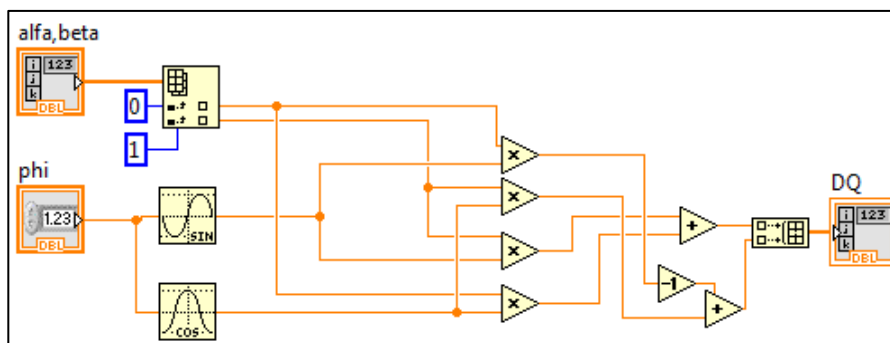 alfa,beta
i
j
k
123
DBL
0
1
phi
1.23
DBL
SIN
COS
×
×
×
×
+
-1
+
DQ
i
j
k
123
DBL